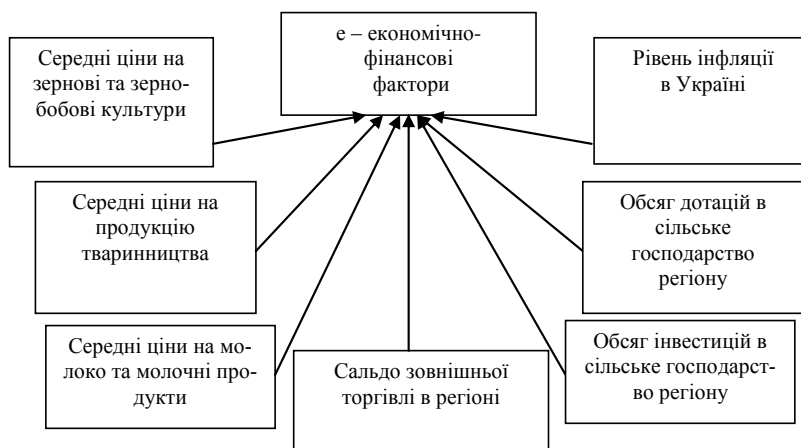 Середні ціни на
зернові та зерно-
бобові культури
е – економічно-
фінансові
фактори
Рівень інфляції
в Україні
Середні ціни на
продукцію
тваринництва
Обсяг дотацій в
сільське
господарство
регіону
Середні ціни на мо-
локо та молочні про-
дукти
Сальдо зовнішньої
торгівлі в регіоні
Обсяг інвестицій в
сільське господарст-
во регіону